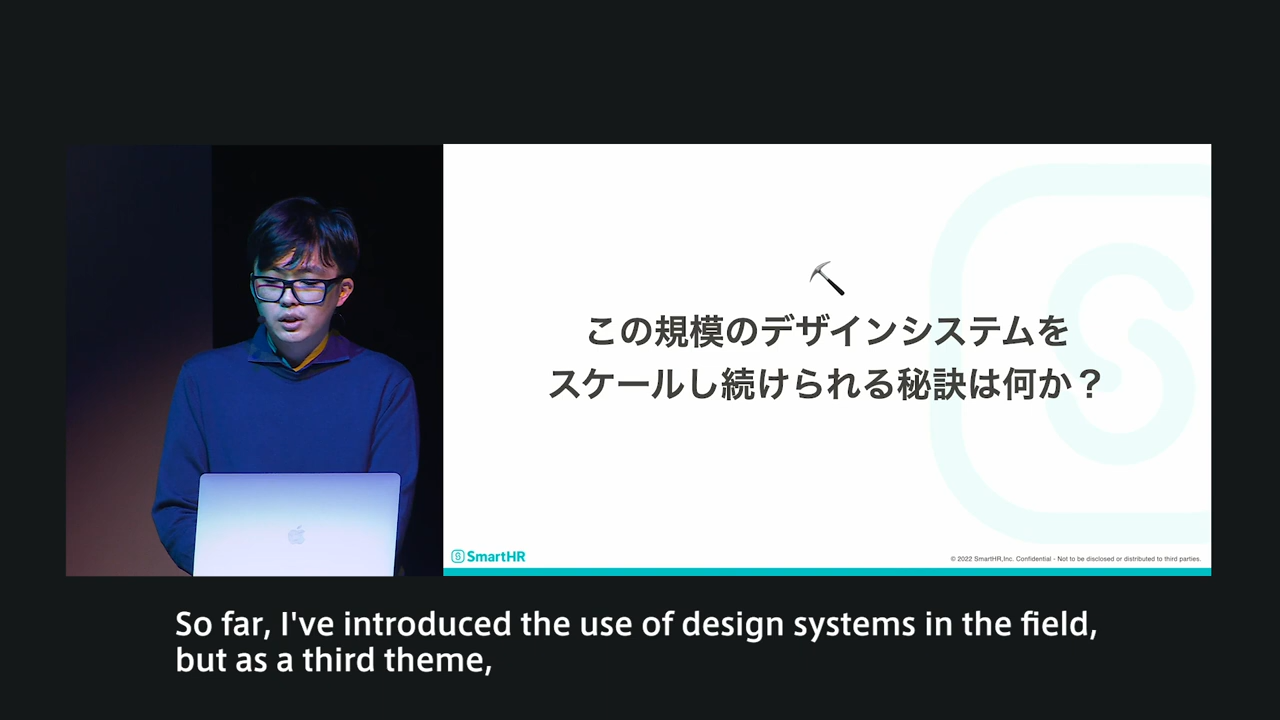 この規模のデザインシステムを
スケールし続けられる秘訣は何か？
SmartHR
© 2022 SmartHR,Inc. Confidential - Not to be disclosed or distributed to third parties.
So far, I've introduced the use of design systems in the field,
but as a third theme,